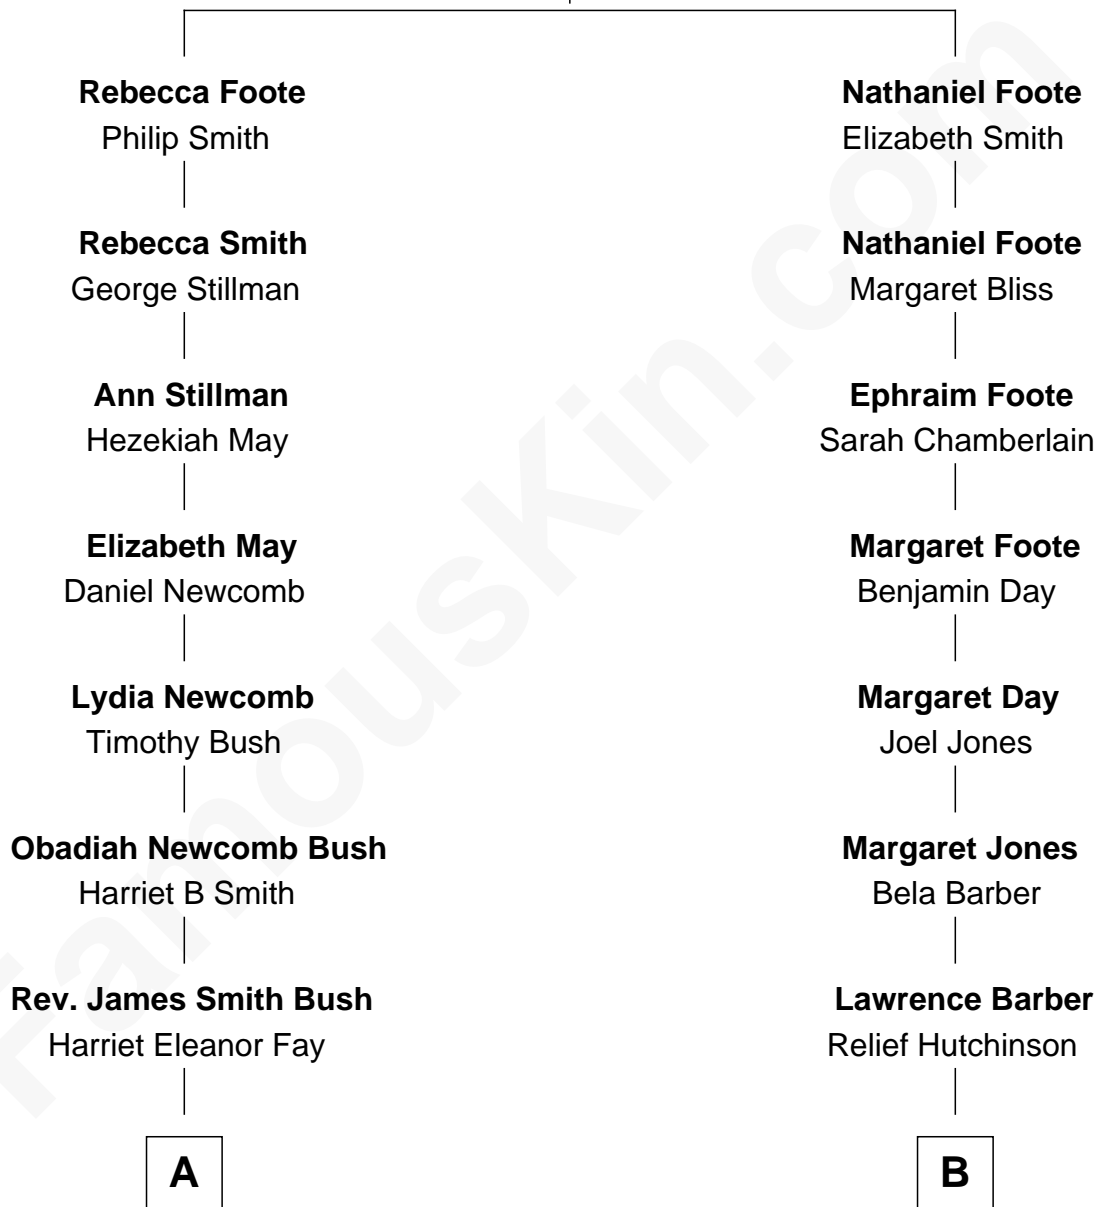 Rebecca Foote
Philip Smith
Rebecca Smith
George Stillman
Ann Stillman
Hezekiah May
Elizabeth May
Daniel Newcomb
Lydia Newcomb
Timothy Bush
Obadiah Newcomb Bush
Harriet B Smith
Rev. James Smith Bush
Harriet Eleanor Fay
A
Nathaniel Foote
Elizabeth Smith
Nathaniel Foote
Margaret Bliss
Ephraim Foote
Sarah Chamberlain
Margaret Foote
Benjamin Day
Margaret Day
Joel Jones
Margaret Jones
Bela Barber
Lawrence Barber
Relief Hutchinson
B
FamousKin.com